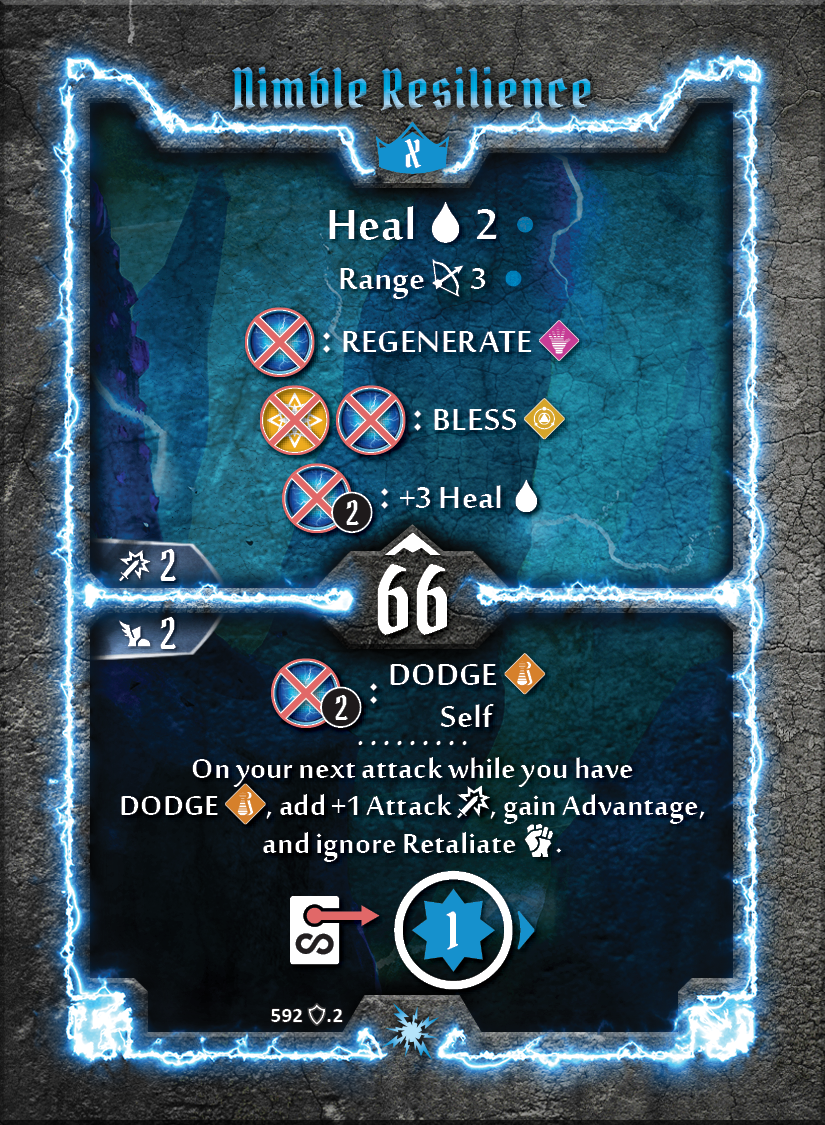 Nimble Resilience
X
Heal 2
Range 3
: REGENERATE
: BLESS
2 : +3 Heal
2
66
2
2 : DODGE
Self
On your next attack while you have
DODGE , add +1 Attack , gain Advantage,
and ignore Retaliate .
1
592 .2